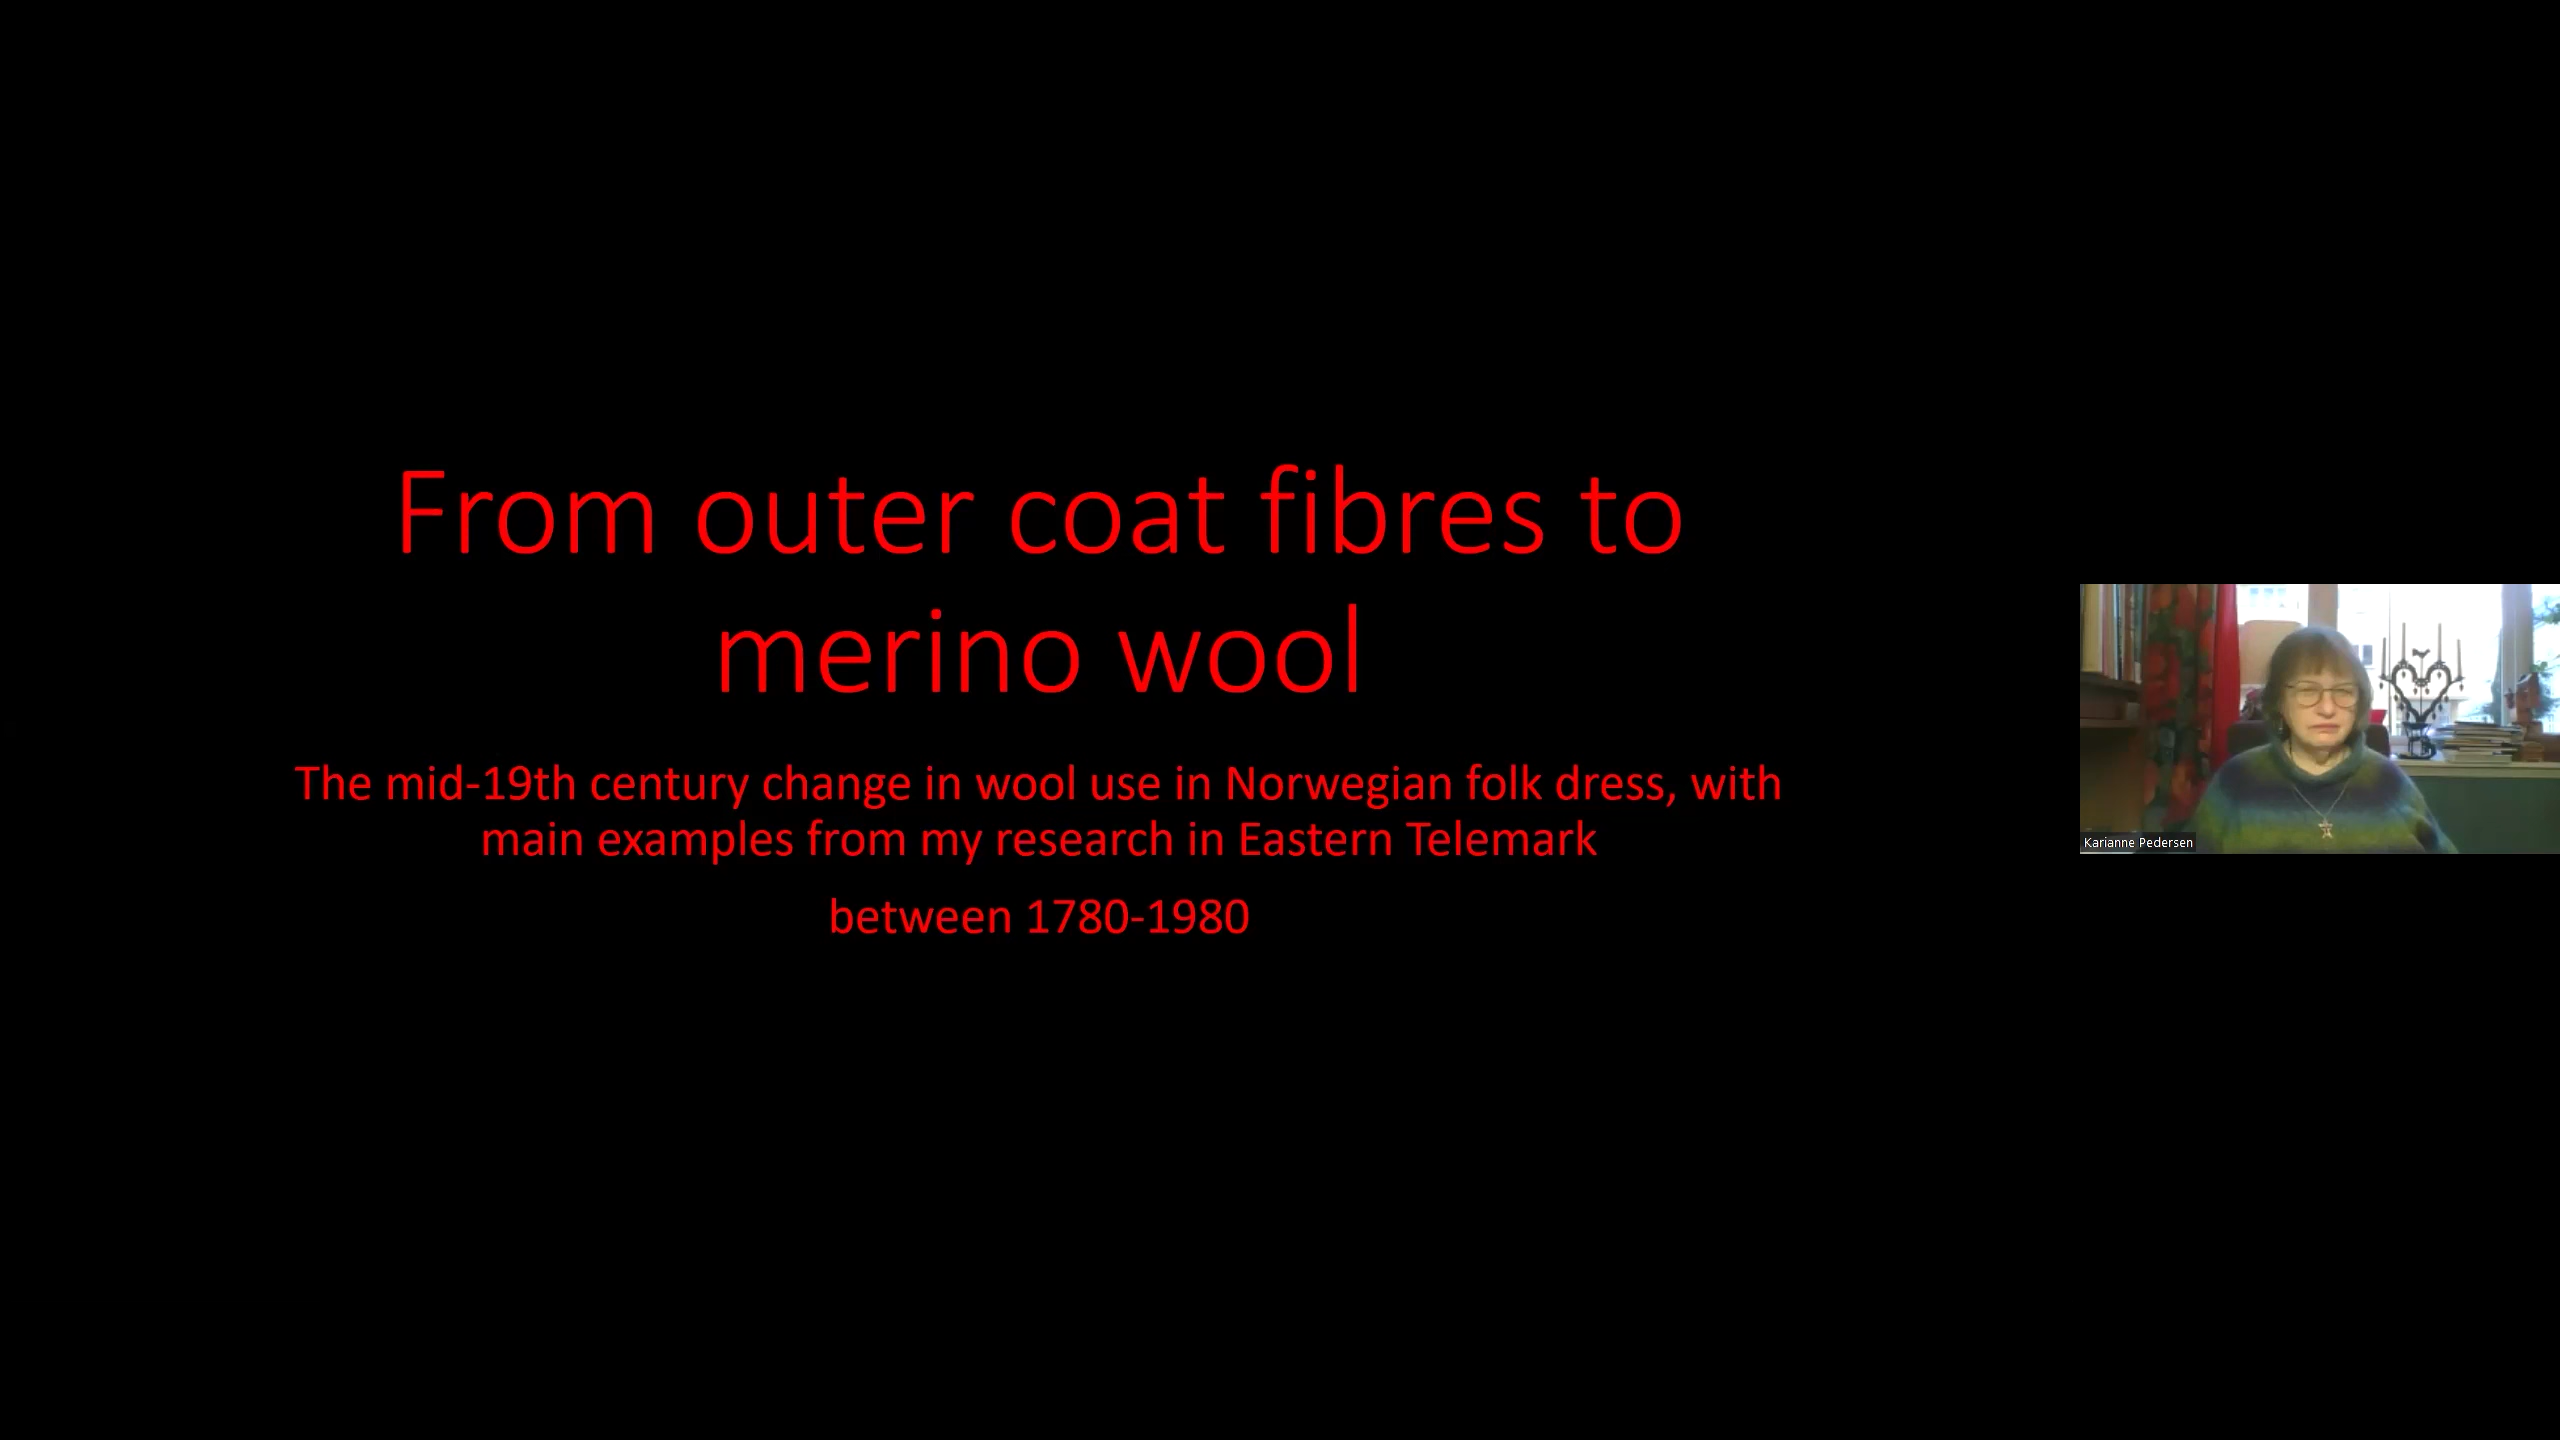 From outer coat fibres to
merino wool
The mid-19th century change in wool use in Norwegian folk dress, with
main examples from my research in Eastern Telemark
between 1780-1980
Karianne Pedersen